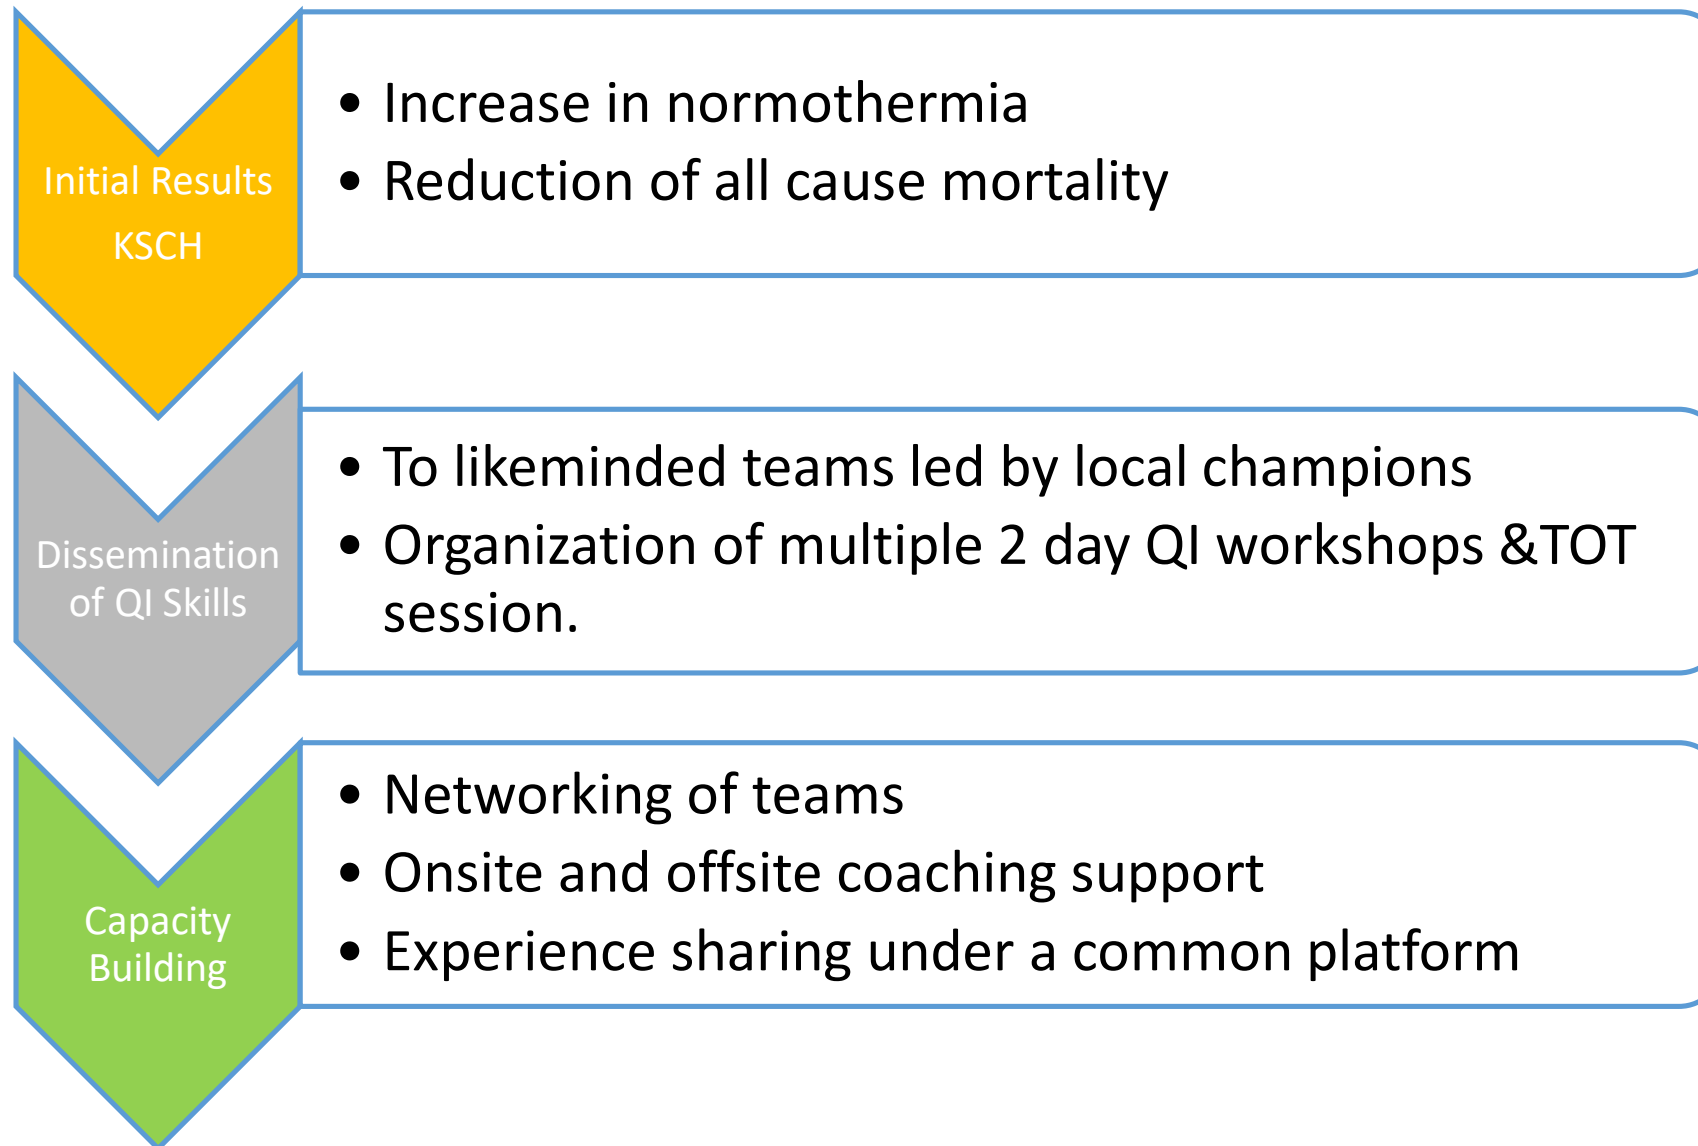 Initial Results
KSCH
• Increase in normothermia
• Reduction of all cause mortality
Dissemination
of QI Skills
• To likeminded teams led by local champions
• Organization of multiple 2 day QI workshops &TOT
session.
Capacity
Building
• Networking of teams
• Onsite and offsite coaching support
• Experience sharing under a common platform